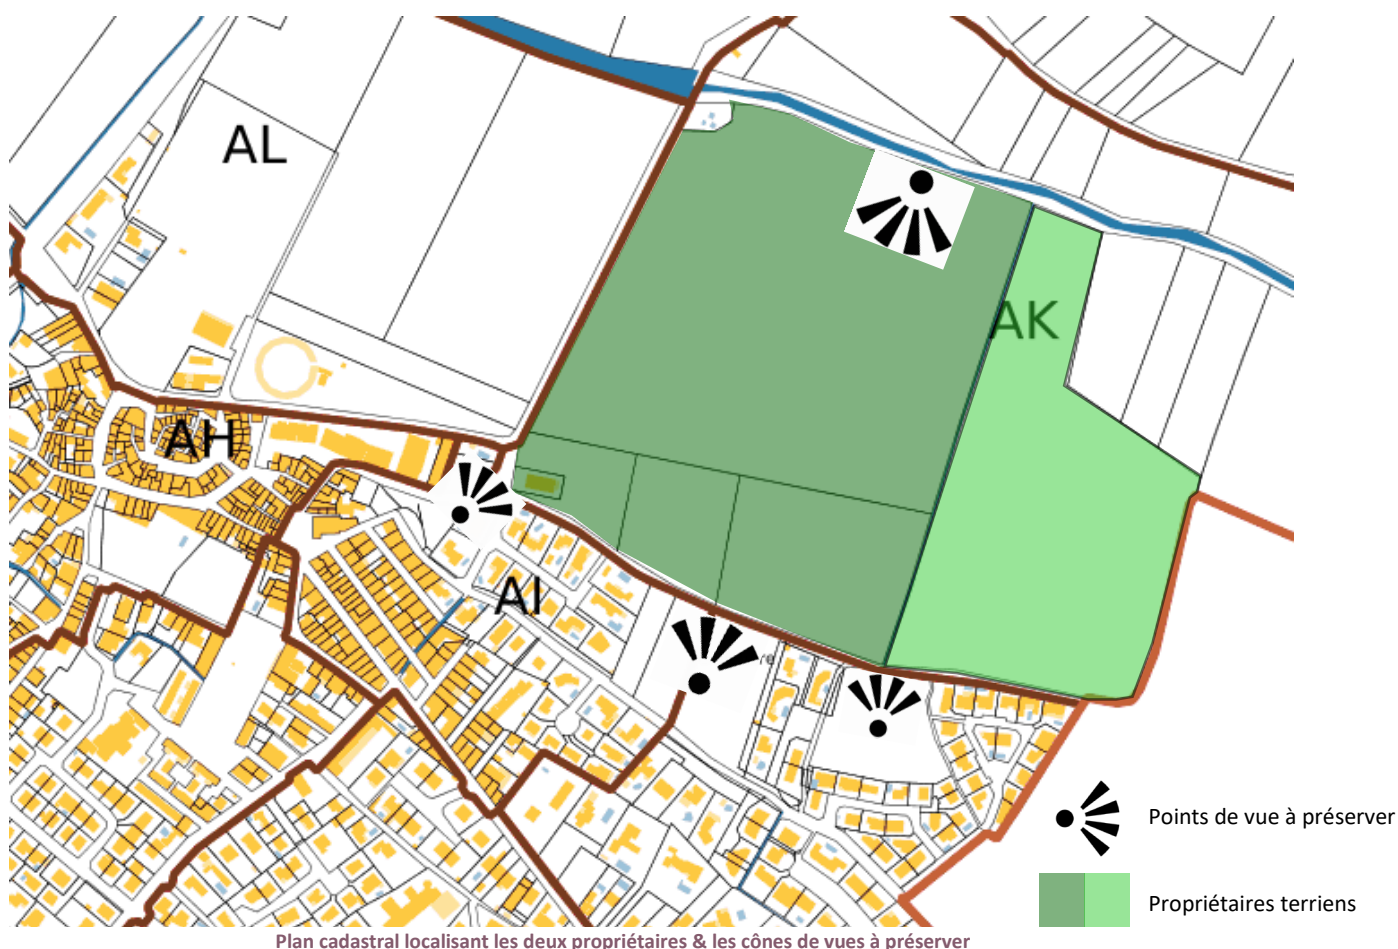 AL
AK
AH
AI
Points de vue à préserver
Propriétaires terriens
Plan cadastral localisant les deux propriétaires & les cônes de vues à préserver